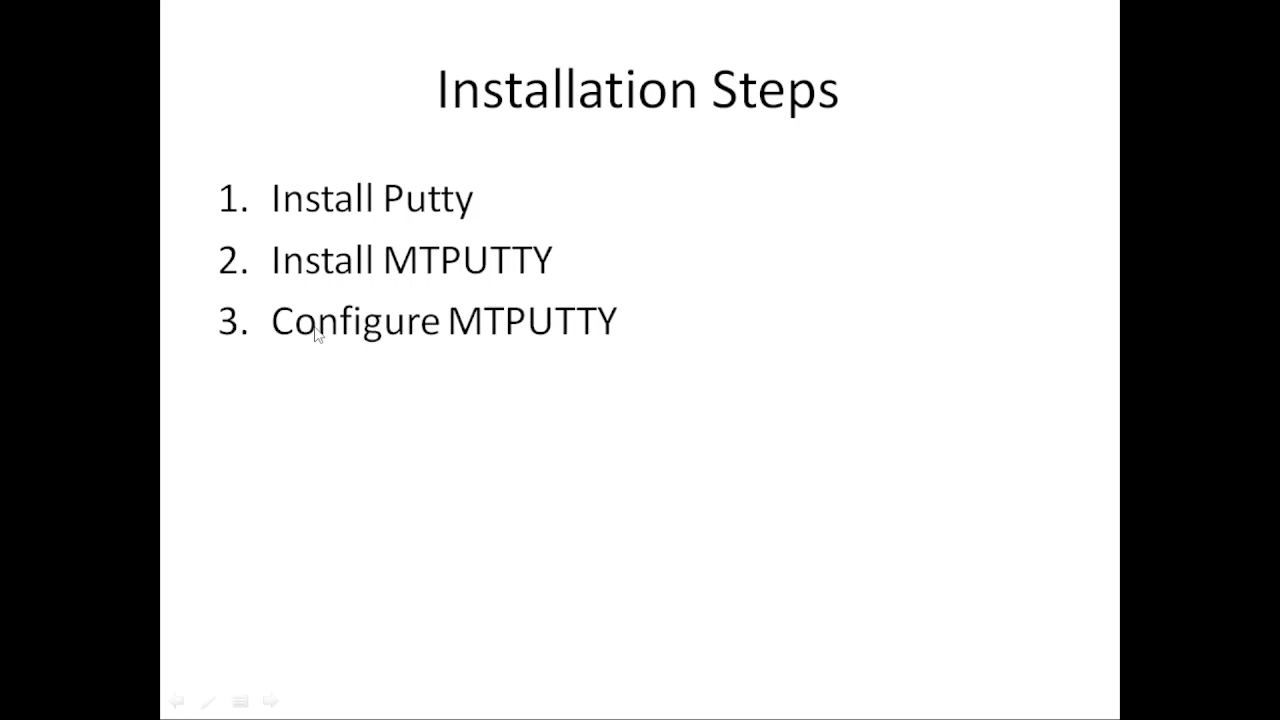 Installation Steps
1. Install Putty
2. Install MTPUTTY
3. Configure MTPUTTY